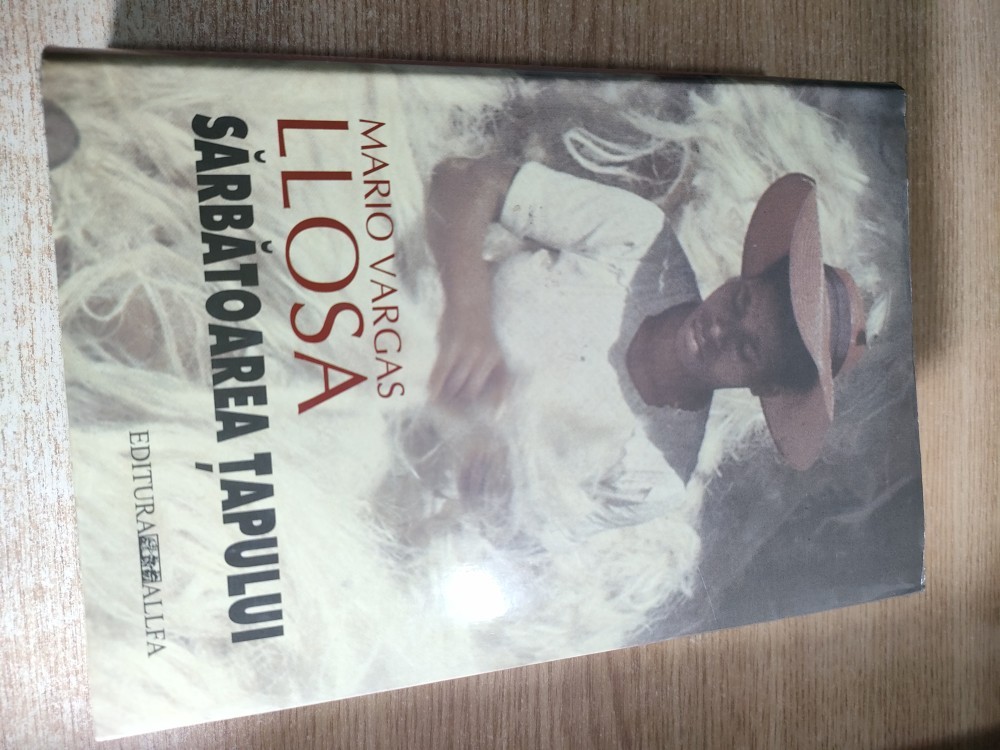 MARIO VARGAS
LLOSA
SĂRBĂTOAREA ȚAPULUI
EDITURA ALLFA